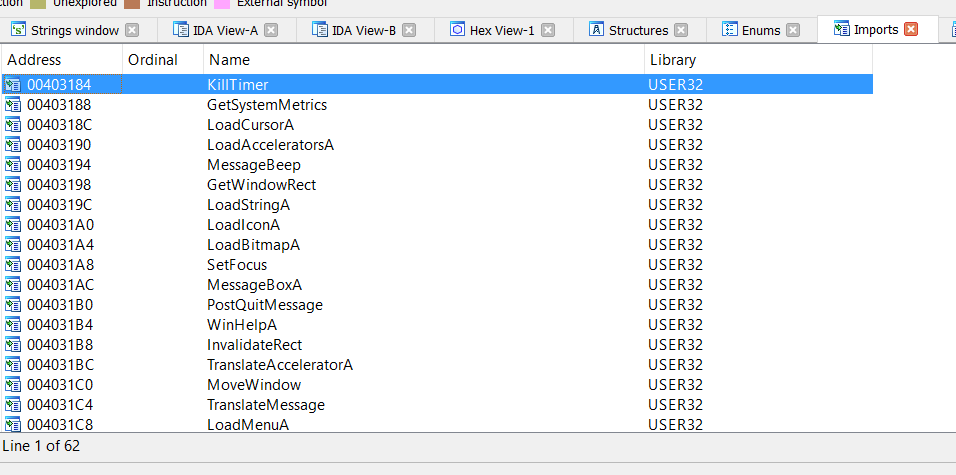 ction Unexplored Instruction External symbol
Strings window IDA View-A IDA View-B Hex View-1 Structures Enums Imports
Address Ordinal Name Library
00403184 KillTimer USER32
00403188 GetSystemMetrics USER32
0040318C LoadCursorA USER32
00403190 LoadAcceleratorsA USER32
00403194 MessageBeep USER32
00403198 GetWindowRect USER32
0040319C LoadStringA USER32
004031A0 LoadIconA USER32
004031A4 LoadBitmapA USER32
004031A8 SetFocus USER32
004031AC MessageBoxA USER32
004031B0 PostQuitMessage USER32
004031B4 WinHelpA USER32
004031B8 InvalidateRect USER32
004031BC TranslateAcceleratorA USER32
004031C0 MoveWindow USER32
004031C4 TranslateMessage USER32
004031C8 LoadMenuA USER32
Line 1 of 62